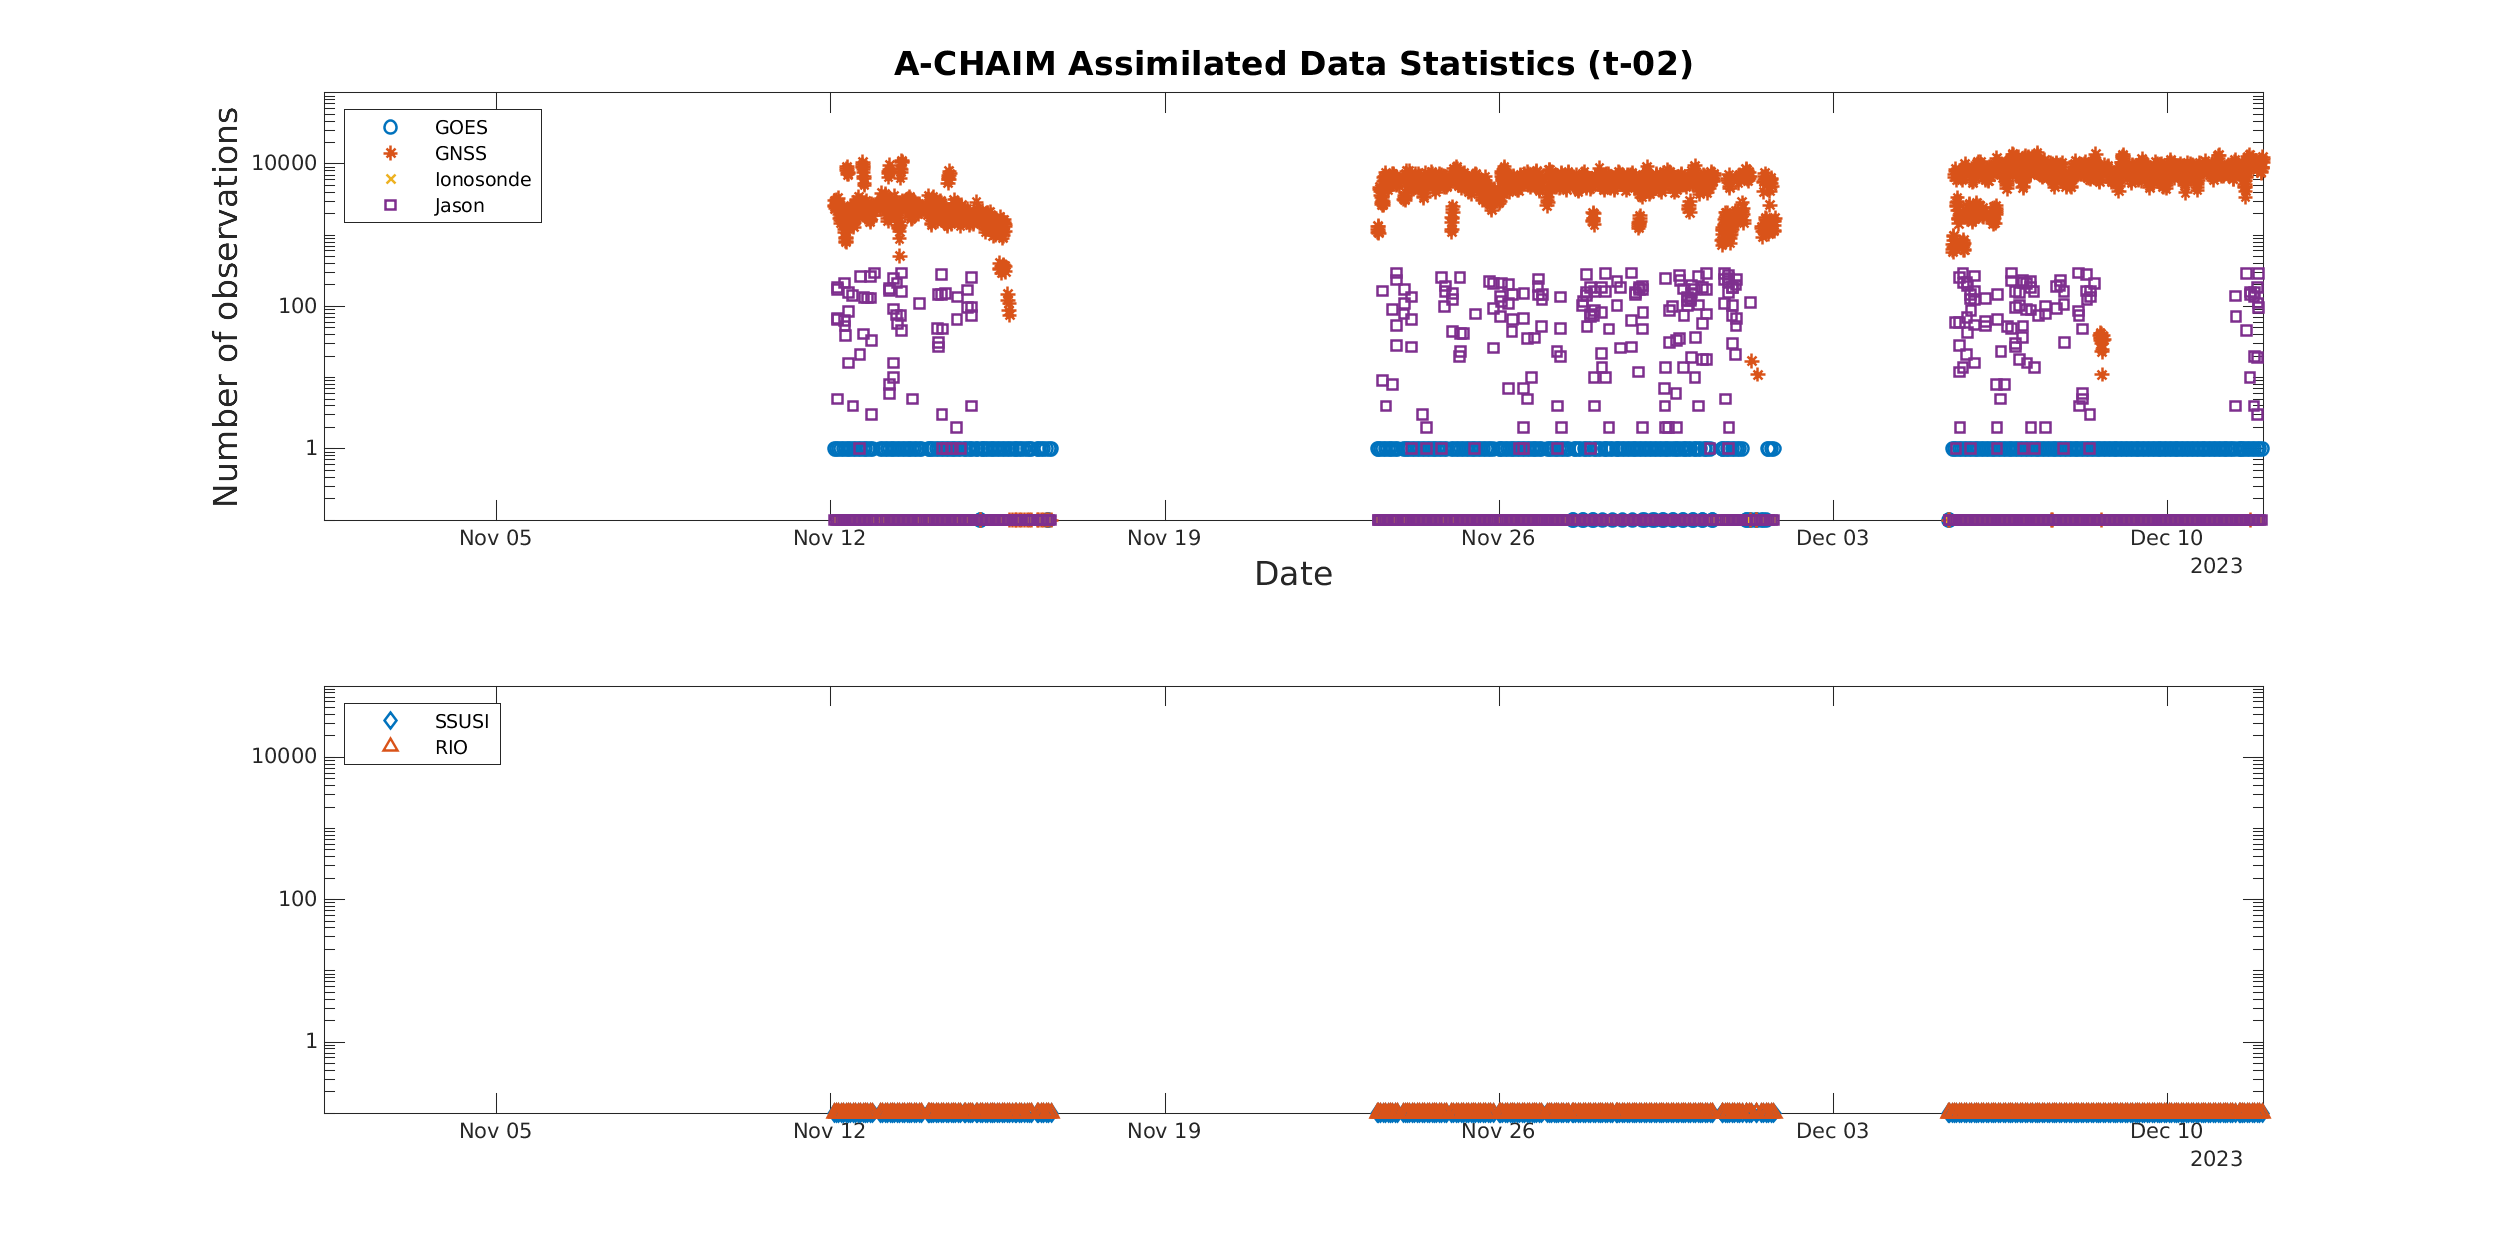 A-CHAIM Assimilated Data Statistics (t-02)
Number of observations
GOES
GNSS
Ionosonde
Jason
10000
100
1
Nov 05
Nov 12
Nov 19
Nov 26
Dec 03
Dec 10
2023
Date
SSUSI
RIO
10000
100
1
Nov 05
Nov 12
Nov 19
Nov 26
Dec 03
Dec 10
2023